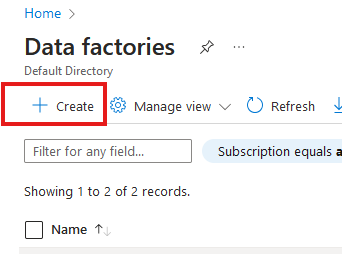 Home
Data factories
Default Directory
Create Manage view Refresh
Filter for any field... Subscription equals
Showing 1 to 2 of 2 records.
Name